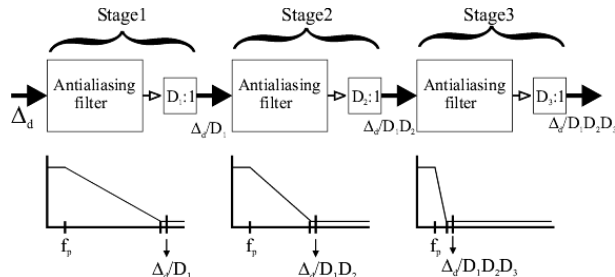 Stage1 Stage2 Stage3
Antialiasing filter D₁:1 Antialiasing filter D₂:1 Antialiasing filter D₃:1
Δd Δd/D₁ Δd/D₁D₂ Δd/D₁D₂D₃
fp fp fp
Δd/D₁ Δd/D₁D₂ Δd/D₁D₂D₃